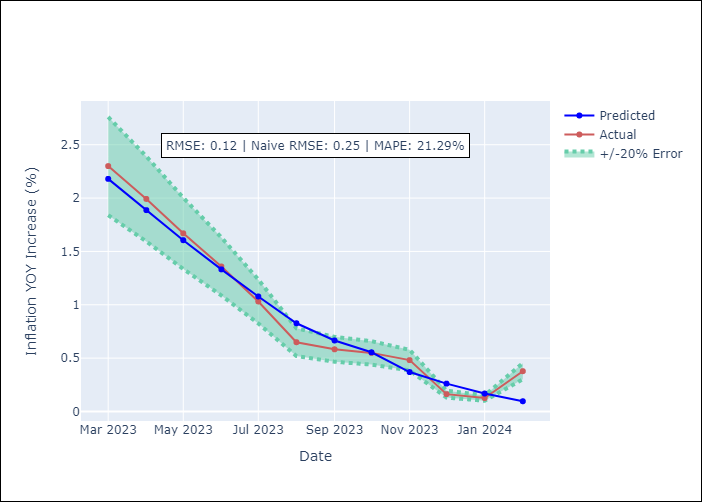 RMSE: 0.12 | Naive RMSE: 0.25 | MAPE: 21.29%
Predicted
Actual
+/-20% Error
Inflation YOY Increase (%)
2.5
2
1.5
1
0.5
0
Mar 2023 May 2023 Jul 2023 Sep 2023 Nov 2023 Jan 2024
Date